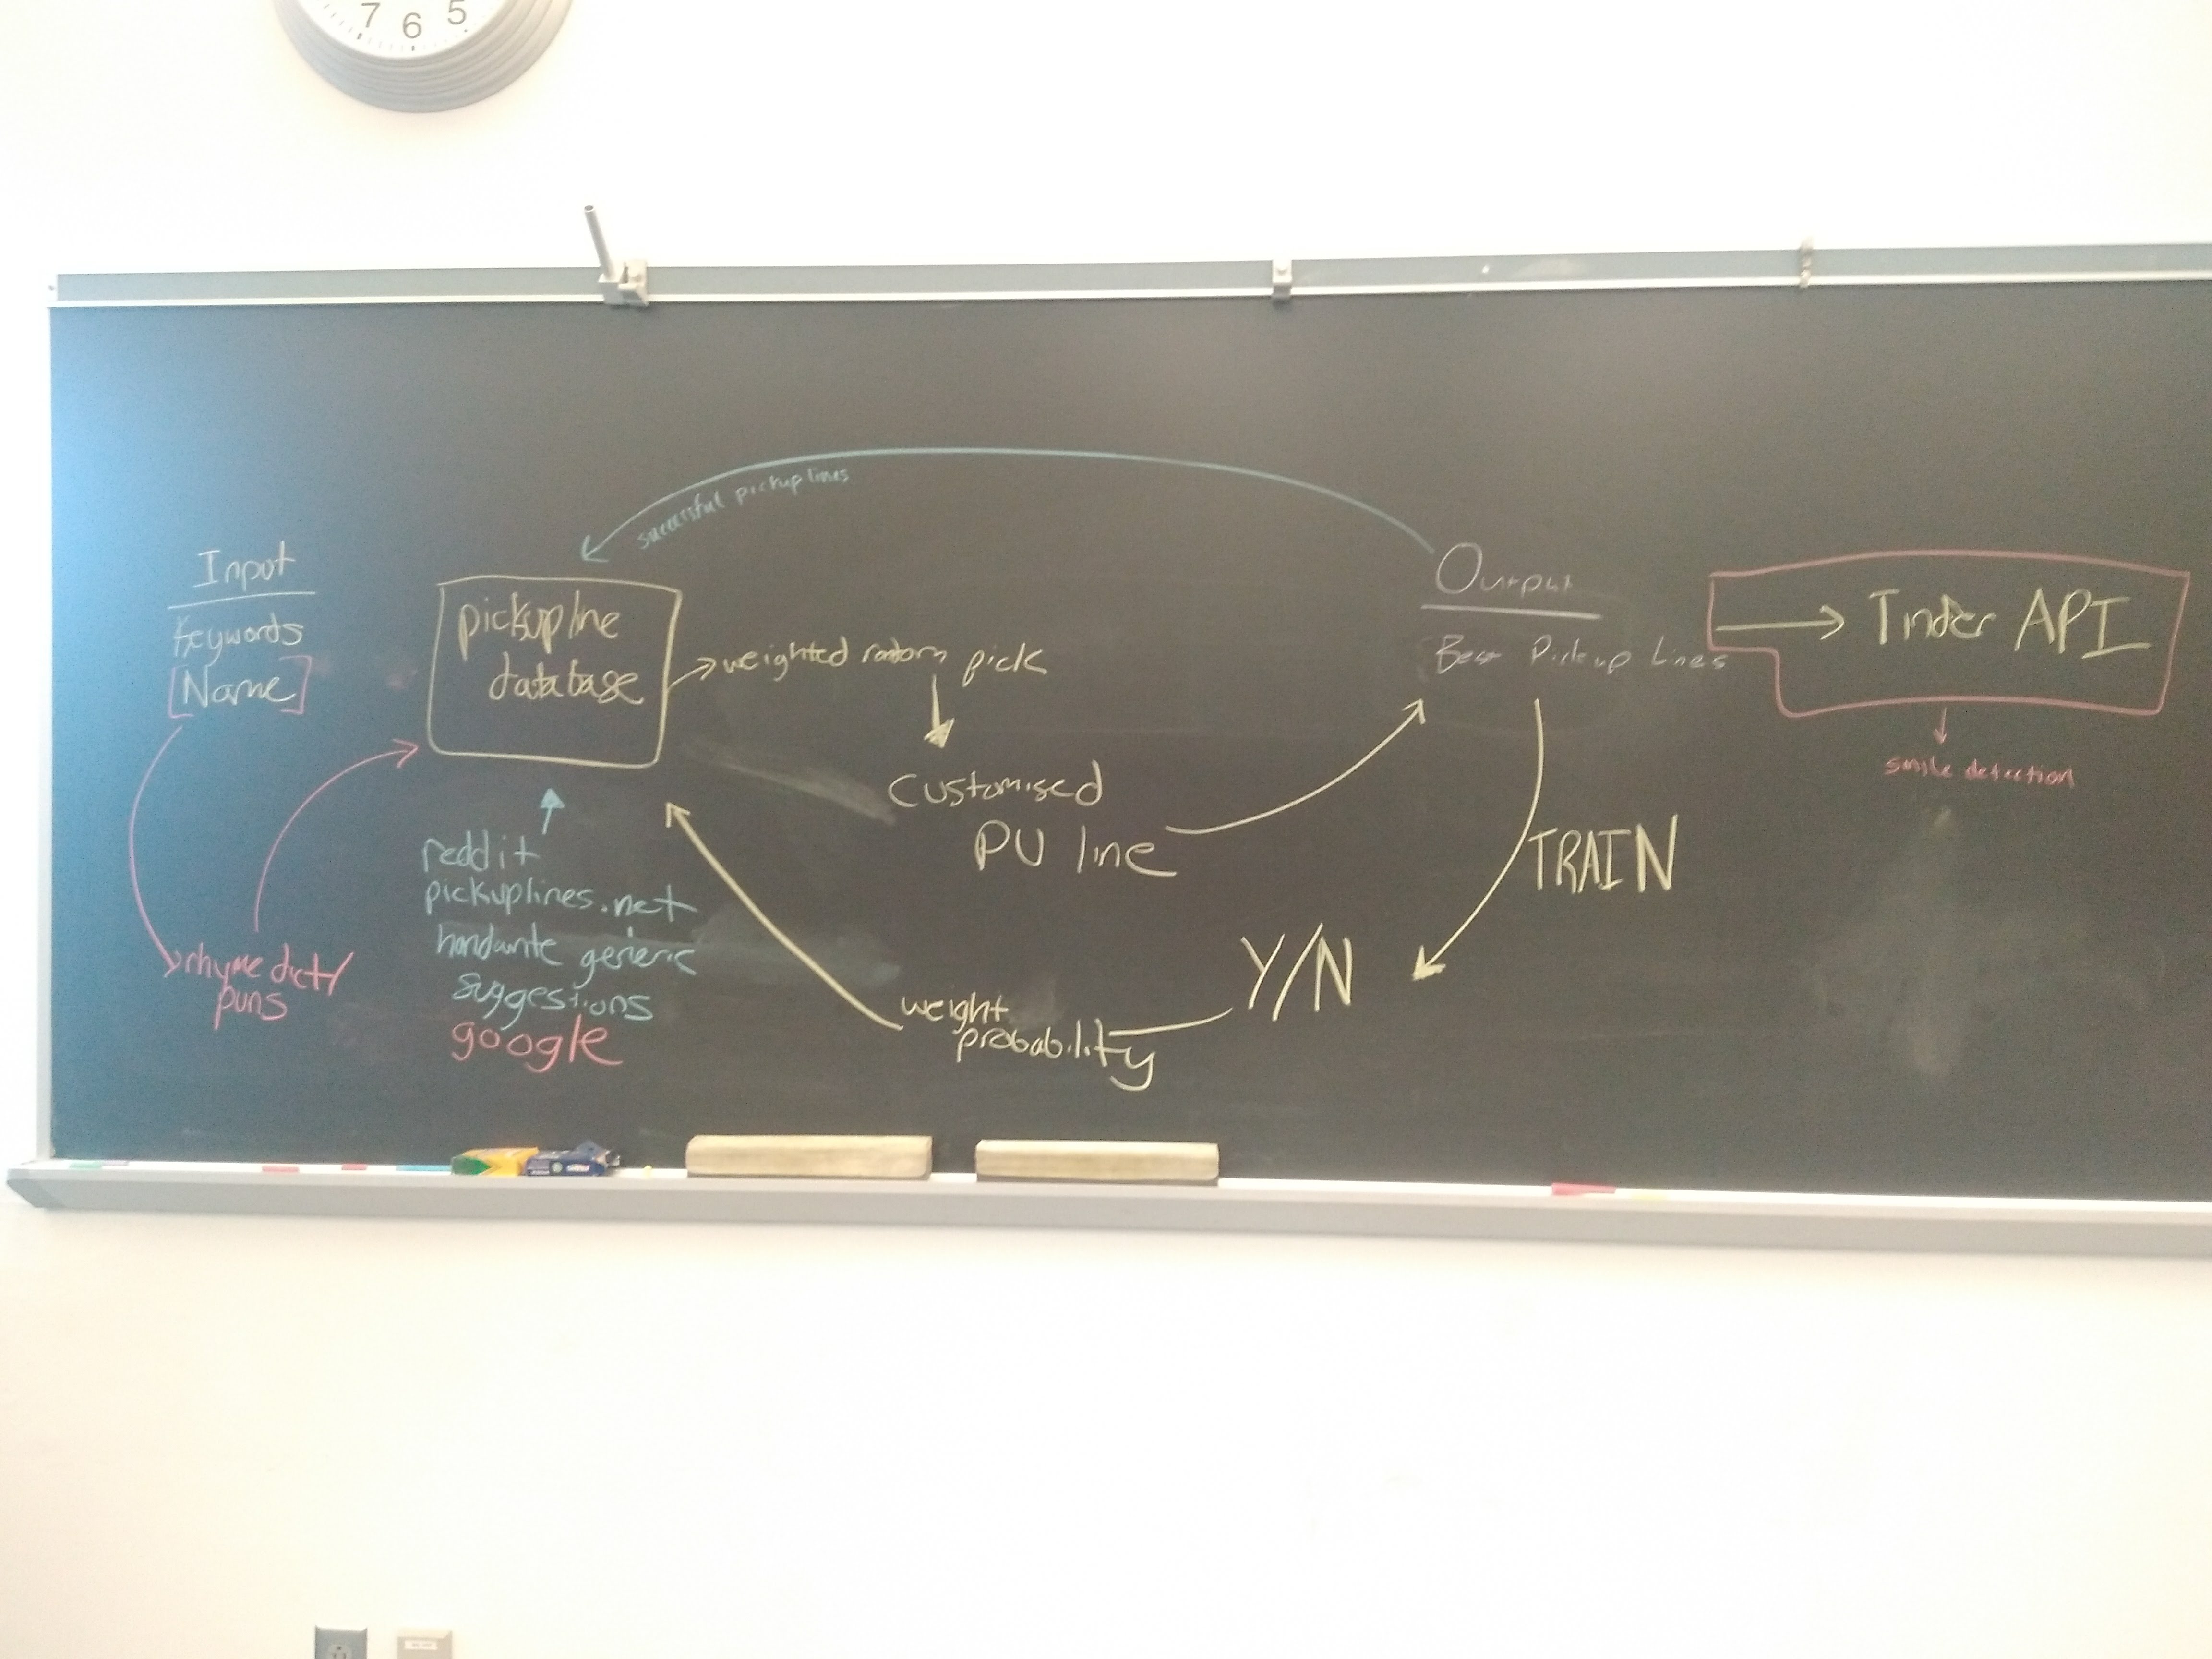 7 6 5
successful pickup lines
Input
Keywords
[Name]
pickupline
database
weighted random pick
customised
PU line
Output
Best Pickup Lines
→ Tinder API
smile detection
TRAIN
Y/N
weight
probability
reddit
pickuplines.net
handwrite generic
suggestions
google
rhyme dict/
puns